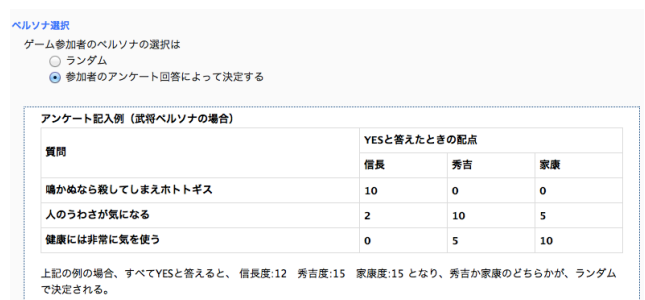 ペルソナ選択
ゲーム参加者のペルソナの選択は
ランダム
参加者のアンケート回答によって決定する
アンケート記入例（武将ペルソナの場合）
質問
YESと答えたときの配点
信長 秀吉 家康
鳴かぬなら殺してしまえホトトギス 10 0 0
人のうわさが気になる 2 10 5
健康には非常に気を使う 0 5 10
上記の例の場合、すべてYESと答えると、 信長度:12　秀吉度:15　家康度:15 となり、秀吉か家康のどちらかが、ランダム
で決定される。